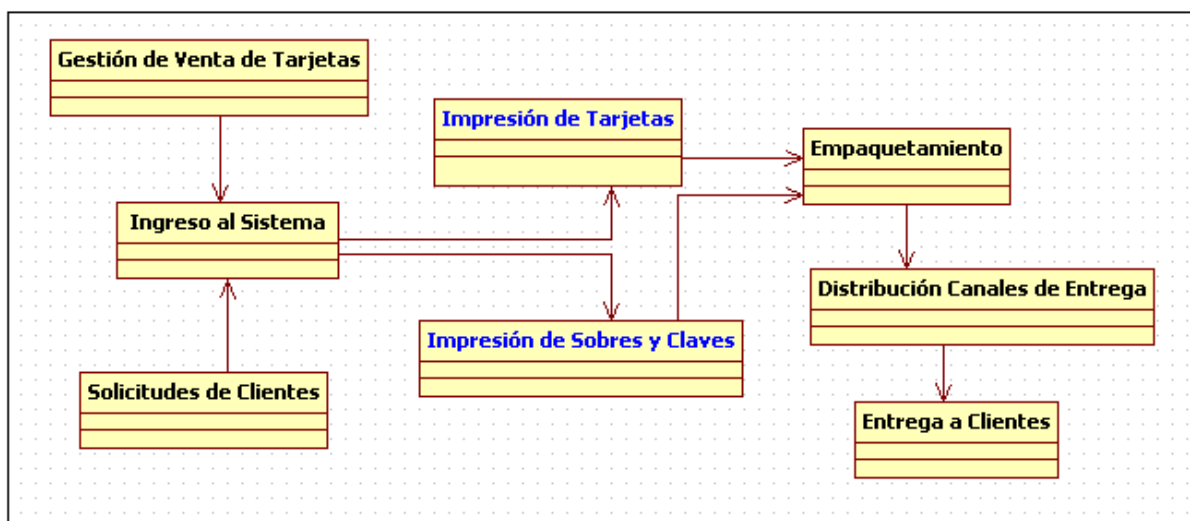 Gestión de Venta de Tarjetas
Impresión de Tarjetas
Empaquetamiento
Ingreso al Sistema
Distribución Canales de Entrega
Impresión de Sobres y Claves
Solicitudes de Clientes
Entrega a Clientes